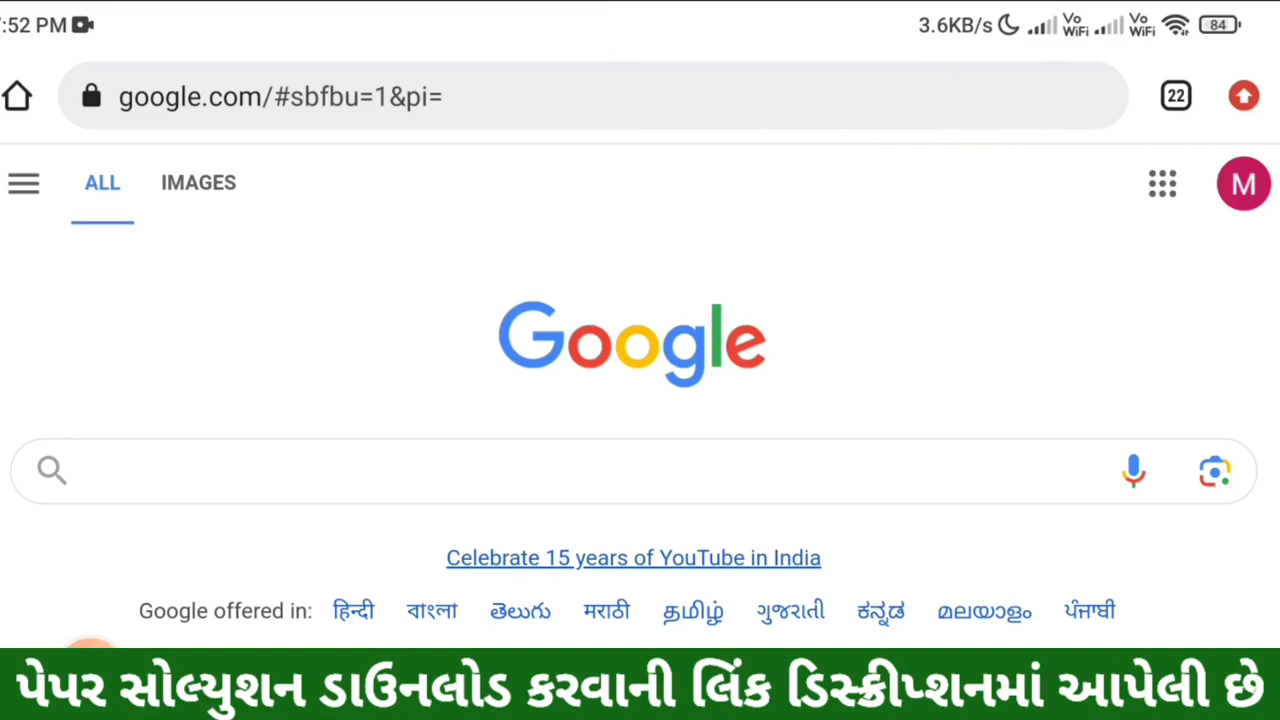 :52 PM 3.6KB/s Vo WiFi Vo WiFi 84
google.com/#sbfbu=1&pi= 22
ALL IMAGES M
Google
Celebrate 15 years of YouTube in India
Google offered in: हिन्दी বাংলা తెలుగు मराठी தமிழ் ગુજરાતી ಕನ್ನಡ മലയാളം ਪੰਜਾਬੀ
પેપર સોલ્યુશન ડાઉનલોડ કરવાની લિંક ડિસ્ક્રીપ્શનમાં આપેલી છે